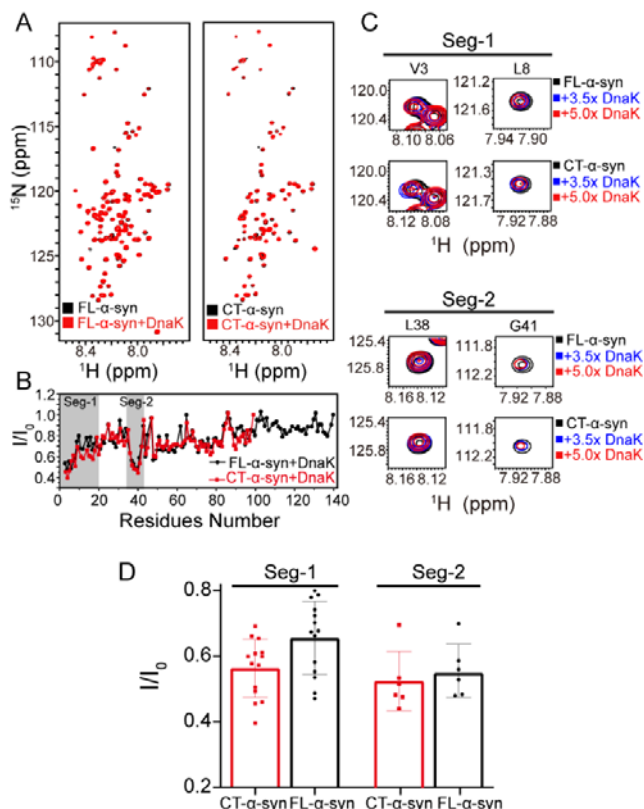 A
110
115
120
125
130
15N (ppm)
FL-α-syn
FL-α-syn+DnaK
CT-α-syn
CT-α-syn+DnaK
8.4 8.0
8.4 8.0
1H (ppm)
1H (ppm)
B
I/I0
1.2
1.0
0.8
0.6
0.4
Seg-1 Seg-2
FL-α-syn+DnaK
CT-α-syn+DnaK
0 20 40 60 80 100 120 140
Residues Number
C
Seg-1
V3 L8
120.0
120.4
8.10 8.06
121.2
121.6
7.94 7.90
FL-α-syn
+3.5x DnaK
+5.0x DnaK
120.0
120.4
8.12 8.08
121.3
121.7
7.92 7.88
CT-α-syn
+3.5x DnaK
+5.0x DnaK
1H (ppm)
Seg-2
L38 G41
125.4
125.8
8.16 8.12
111.8
112.2
7.92 7.88
FL-α-syn
+3.5x DnaK
+5.0x DnaK
125.4
125.8
8.16 8.12
111.8
112.2
7.92 7.88
CT-α-syn
+3.5x DnaK
+5.0x DnaK
1H (ppm)
D
Seg-1 Seg-2
I/I0
0.8
0.6
0.4
0.2
CT-α-syn FL-α-syn CT-α-syn FL-α-syn